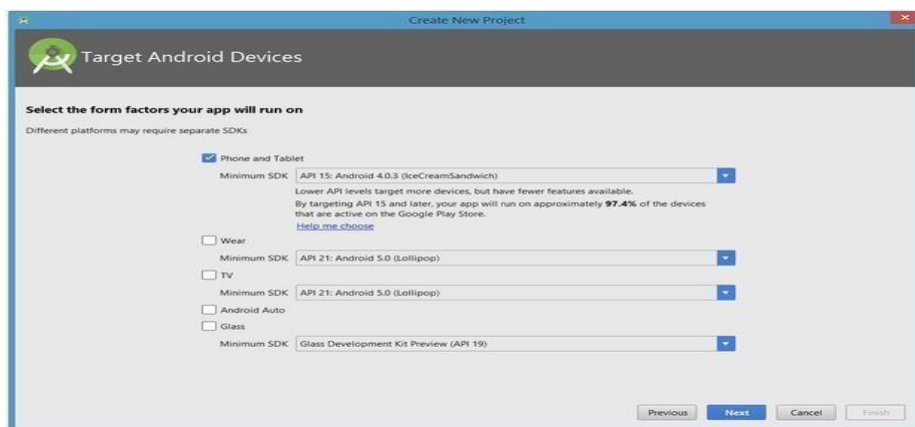 Create New Project
Target Android Devices
Select the form factors your app will run on
Different platforms may require separate SDKs
Phone and Tablet
Minimum SDK API 15: Android 4.0.3 (IceCreamSandwich)
Lower API levels target more devices, but have fewer features available.
By targeting API 15 and later, your app will run on approximately 97.4% of the devices
that are active on the Google Play Store.
Help me choose
Wear
Minimum SDK API 21: Android 5.0 (Lollipop)
TV
Minimum SDK API 21: Android 5.0 (Lollipop)
Android Auto
Glass
Minimum SDK Glass Development Kit Preview (API 19)
Previous Next Cancel Finish